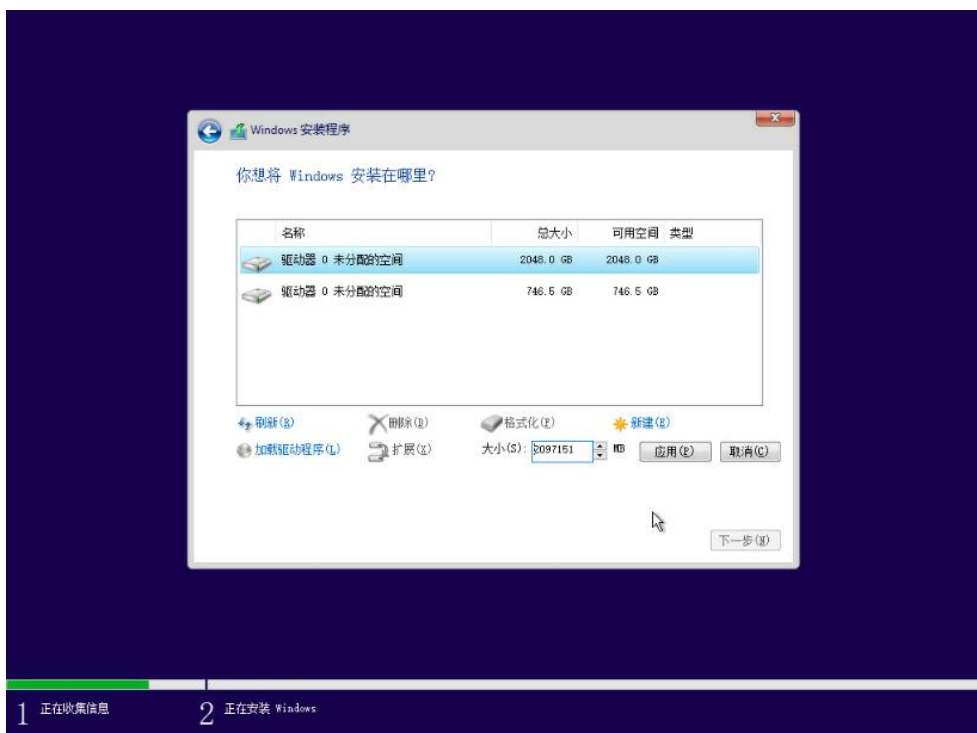 Windows 安装程序
你想将 Windows 安装在哪里?
名称 总大小 可用空间 类型
驱动器 0 未分配的空间 2048.0 GB 2048.0 GB
驱动器 0 未分配的空间 746.5 GB 746.5 GB
刷新(R) 删除(D) 格式化(F) 新建(E)
加载驱动程序(L) 扩展(X) 大小(S): 2097151 MB 应用(P) 取消(C)
下一步(N)
1 正在收集信息 2 正在安装 Windows